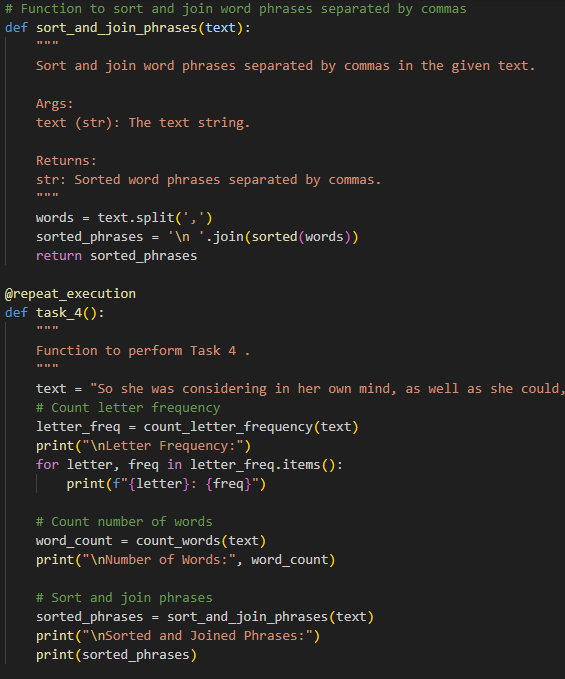 # Function to sort and join word phrases separated by commas
def sort_and_join_phrases(text):
    """
    Sort and join word phrases separated by commas in the given text.

    Args:
    text (str): The text string.

    Returns:
    str: Sorted word phrases separated by commas.
    """
    words = text.split(',')
    sorted_phrases = '\n '.join(sorted(words))
    return sorted_phrases

@repeat_execution
def task_4():
    """
    Function to perform Task 4 .
    """
    text = "So she was considering in her own mind, as well as she could,
    # Count letter frequency
    letter_freq = count_letter_frequency(text)
    print("\nLetter Frequency:")
    for letter, freq in letter_freq.items():
        print(f"{letter}: {freq}")

    # Count number of words
    word_count = count_words(text)
    print("\nNumber of Words:", word_count)

    # Sort and join phrases
    sorted_phrases = sort_and_join_phrases(text)
    print("\nSorted and Joined Phrases:")
    print(sorted_phrases)